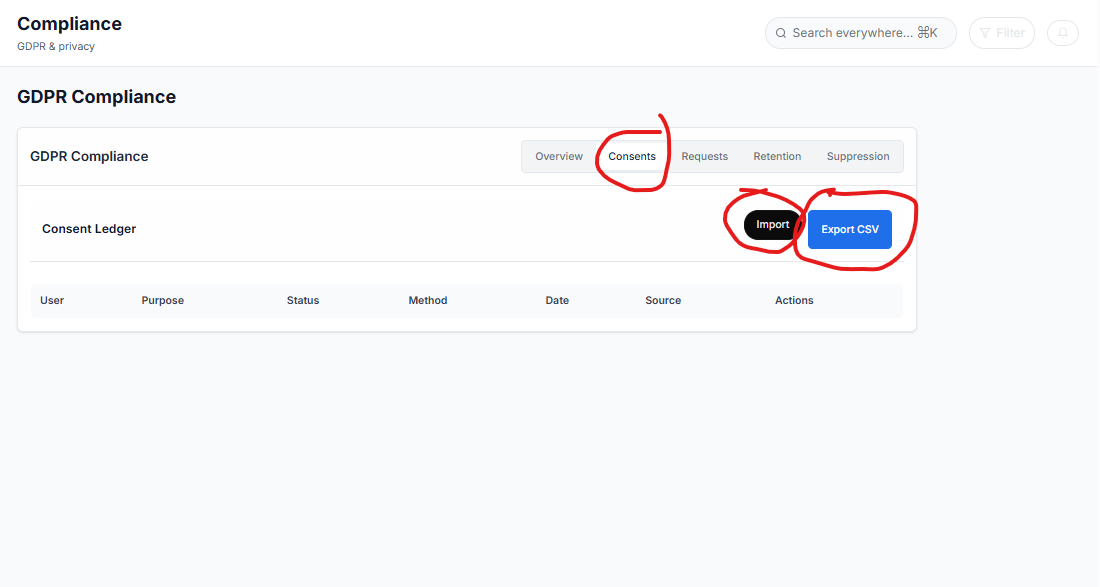 Compliance
GDPR & privacy
Search everywhere... ⌘K
Filter
GDPR Compliance
GDPR Compliance
Overview Consents Requests Retention Suppression
Consent Ledger
Import Export CSV
User Purpose Status Method Date Source Actions